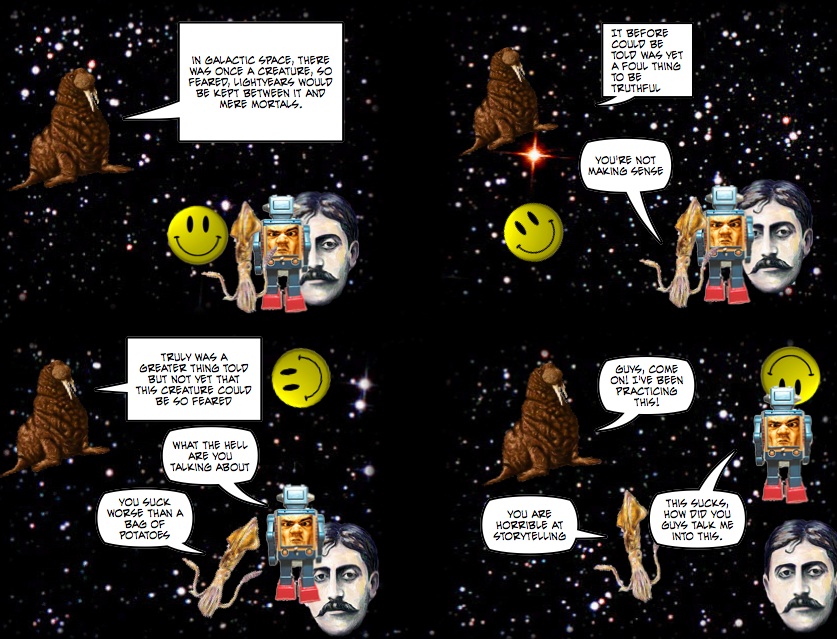 IN GALACTIC SPACE, THERE
WAS ONCE A CREATURE; SO
FEARED, LIGHTYEARS WOULD
BE KEPT BETWEEN IT AND
MERE MORTALS.
IT BEFORE
COULD BE
TOLD WAS YET
A FOUL THING
TO BE
TRUTHFUL
YOU'RE NOT
MAKING SENSE
TRULY WAS A
GREATER THING TOLD
BUT NOT YET THAT
THIS CREATURE COULD
BE SO FEARED
WHAT THE HELL
ARE YOU
TALKING ABOUT
YOU SUCK
WORSE THAN A
BAG OF
POTATOES
GUYS, COME
ON! I'VE BEEN
PRACTICING
THIS!
YOU ARE
HORRIBLE AT
STORYTELLING
THIS SUCKS,
HOW DID YOU
GUYS TALK ME
INTO THIS.